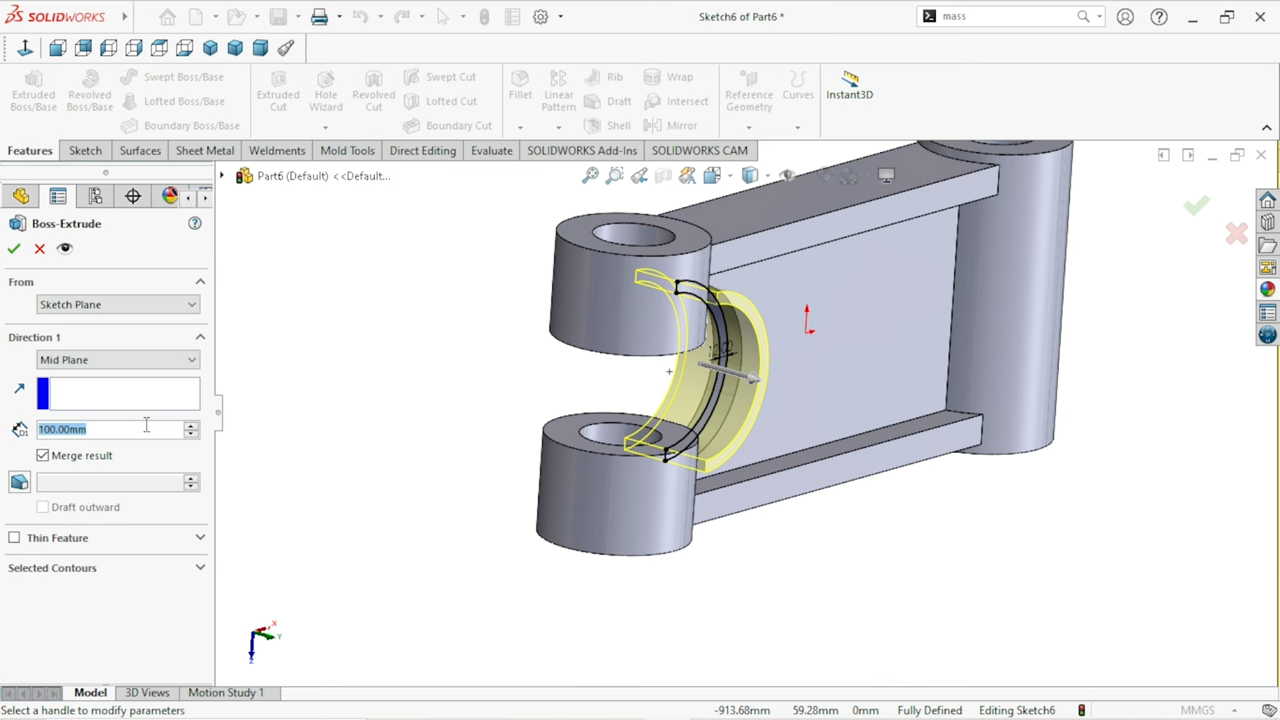 SOLIDWORKS
Sketch6 of Part6 *
mass
Extruded Boss/Base
Revolved Boss/Base
Swept Boss/Base
Lofted Boss/Base
Boundary Boss/Base
Extruded Cut
Hole Wizard
Revolved Cut
Swept Cut
Lofted Cut
Boundary Cut
Fillet
Linear Pattern
Rib
Draft
Shell
Wrap
Intersect
Mirror
Reference Geometry
Curves
Instant3D
Features
Sketch
Surfaces
Sheet Metal
Weldments
Mold Tools
Direct Editing
Evaluate
SOLIDWORKS Add-Ins
SOLIDWORKS CAM
Part6 (Default) <<Default...
Boss-Extrude
From
Sketch Plane
Direction 1
Mid Plane
D1
100.00mm
Merge result
Draft outward
Thin Feature
Selected Contours
X
Y
Z
Model
3D Views
Motion Study 1
Select a handle to modify parameters
-913.68mm
59.28mm
0mm
Fully Defined
Editing Sketch6
MMGS